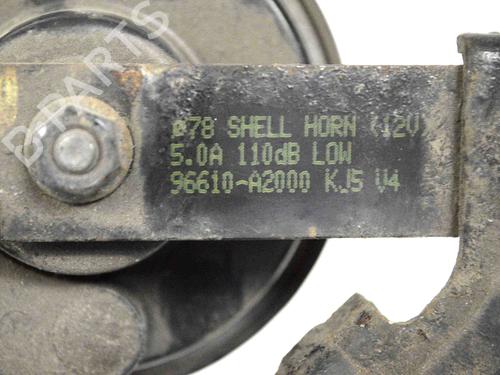 B-PARTS
ø78 SHELL HORN (12V)
5.0A 110dB LOW
96610-A2000 KJ5 V4